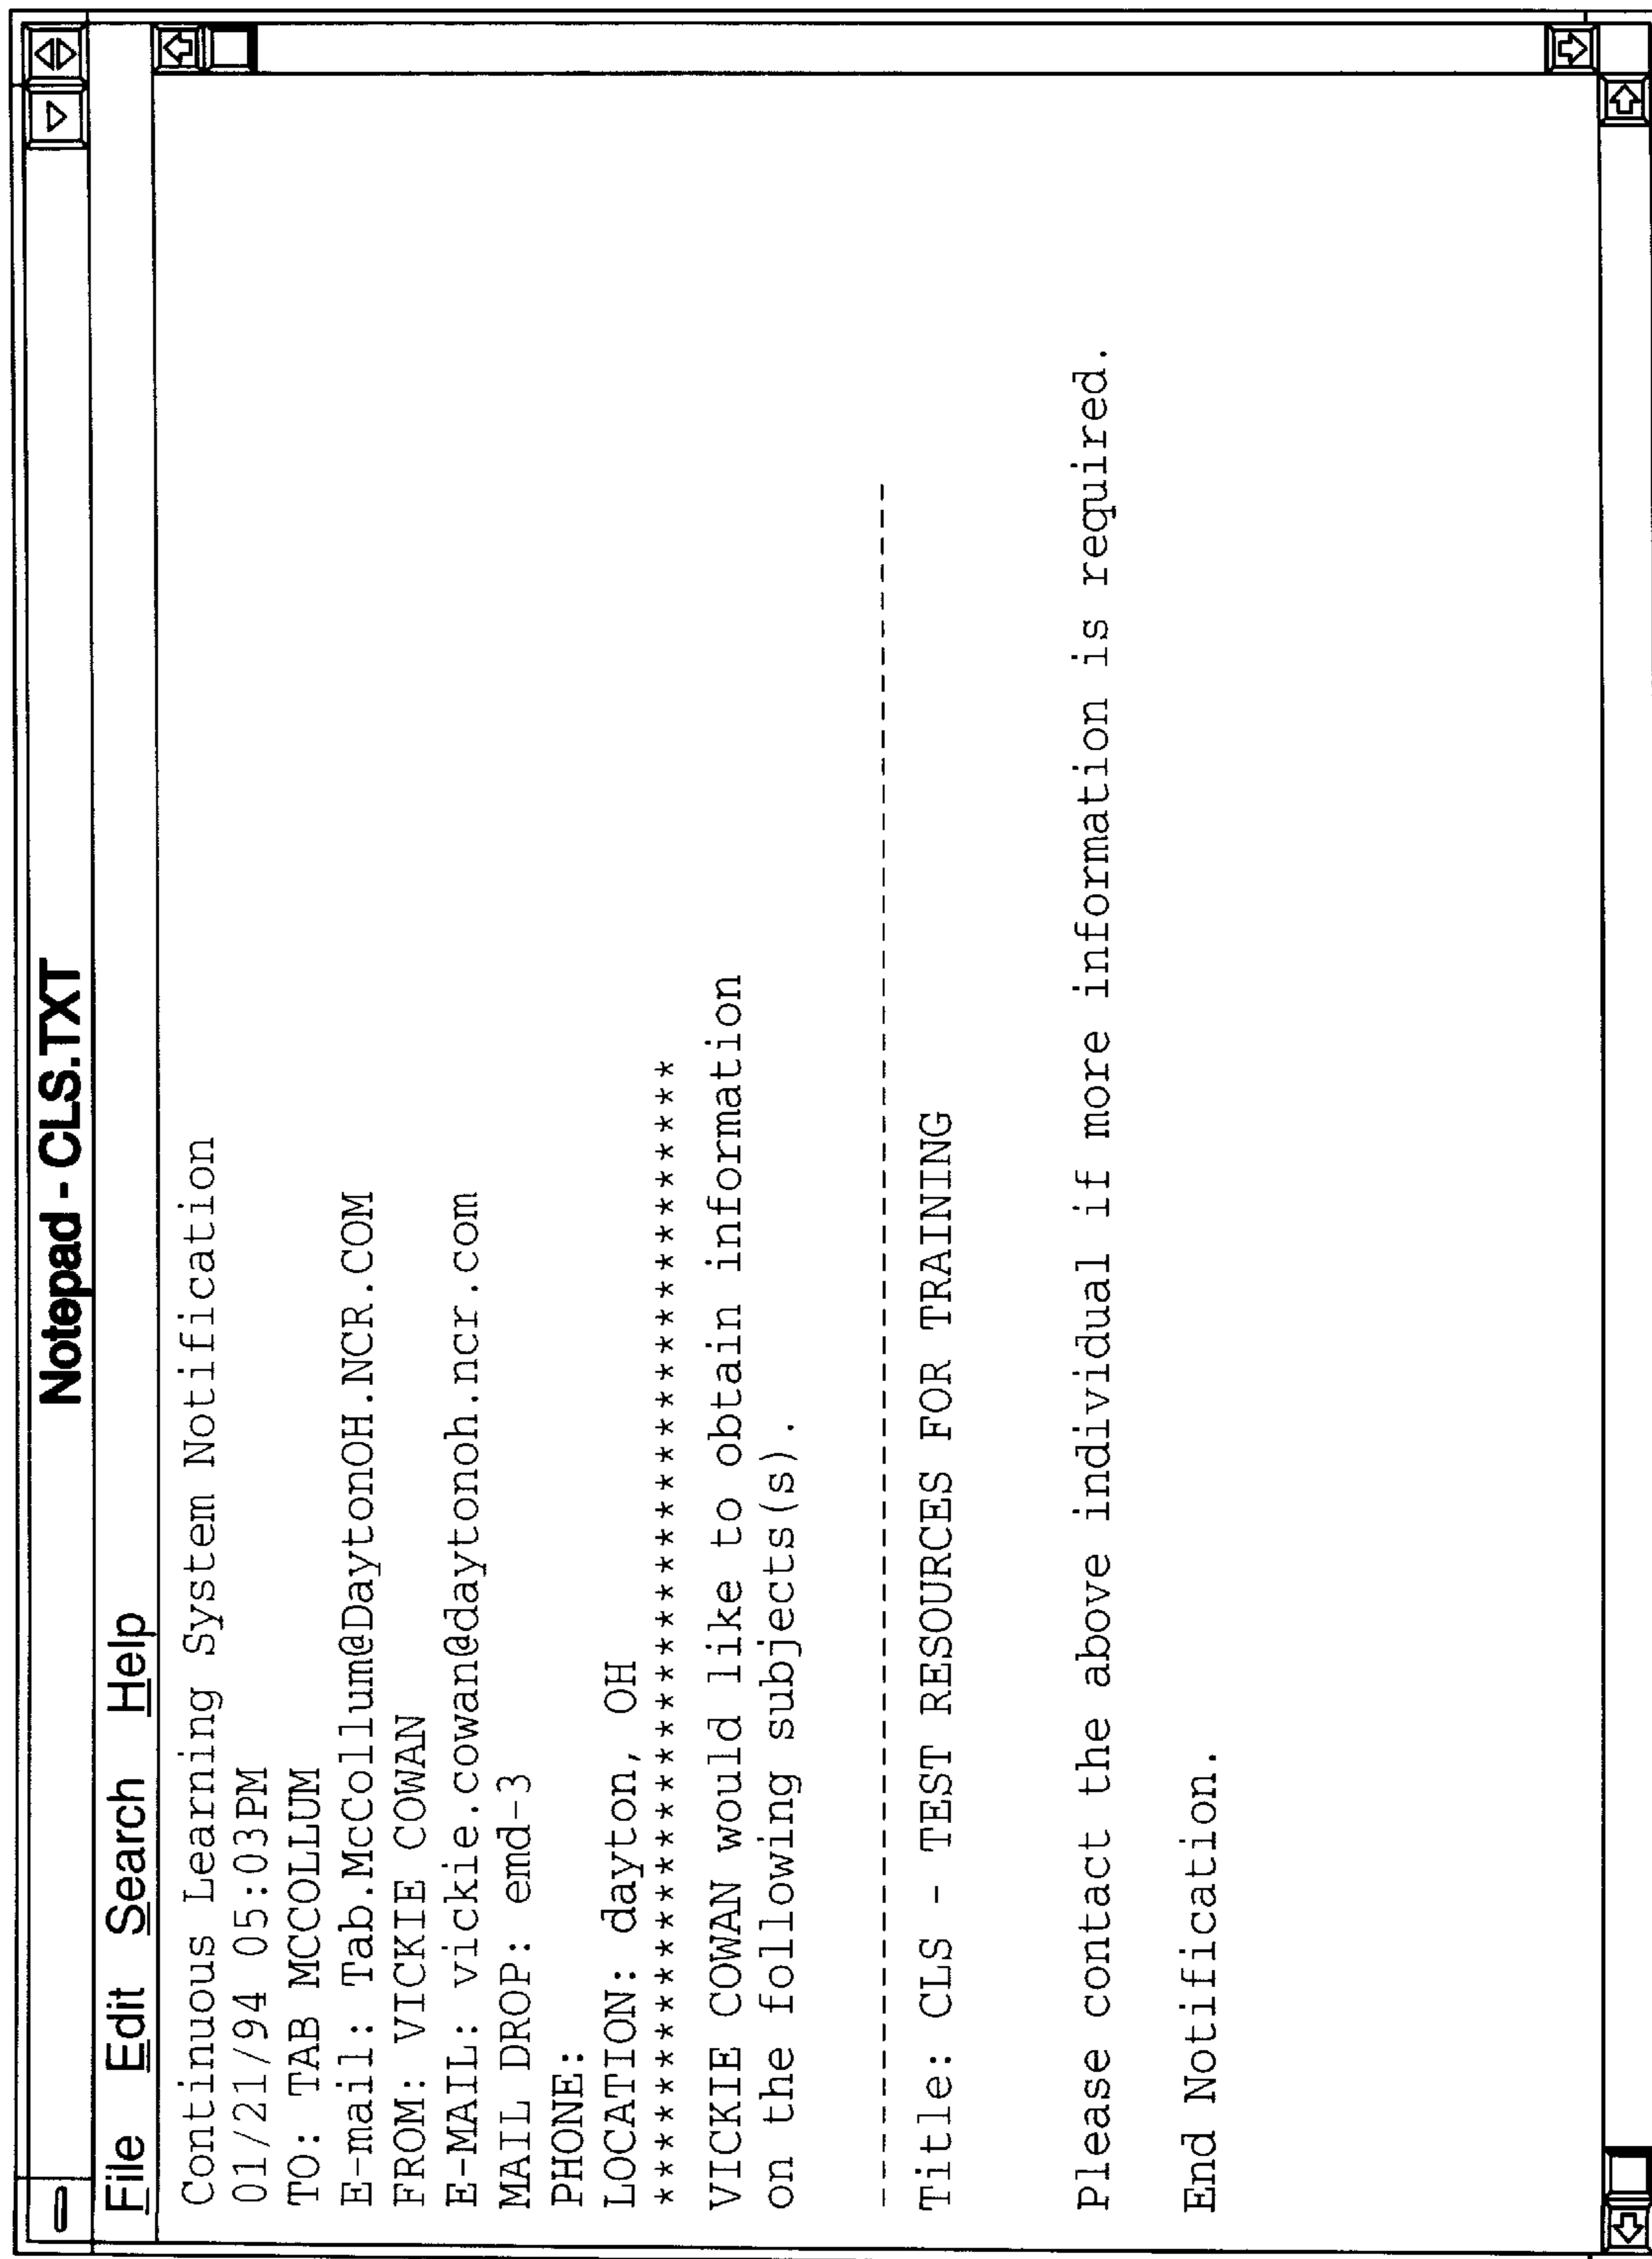 Notepad - CLS.TXT
File Edit Search Help
Continuous Learning System Notification
01/21/94 05:03PM
TO: TAB MCCOLLUM
E-mail: Tab.McCollum@DaytonOH.NCR.COM
FROM: VICKIE COWAN
E-MAIL: vickie.cowan@daytonoh.ncr.com
MAIL DROP: emd-3
PHONE:
LOCATION: dayton, OH
*******************************************
VICKIE COWAN would like to obtain information
on the following subjects(s).
-----------------------------------------------------------------
Title: CLS - TEST RESOURCES FOR TRAINING
Please contact the above individual if more information is required.
End Notification.